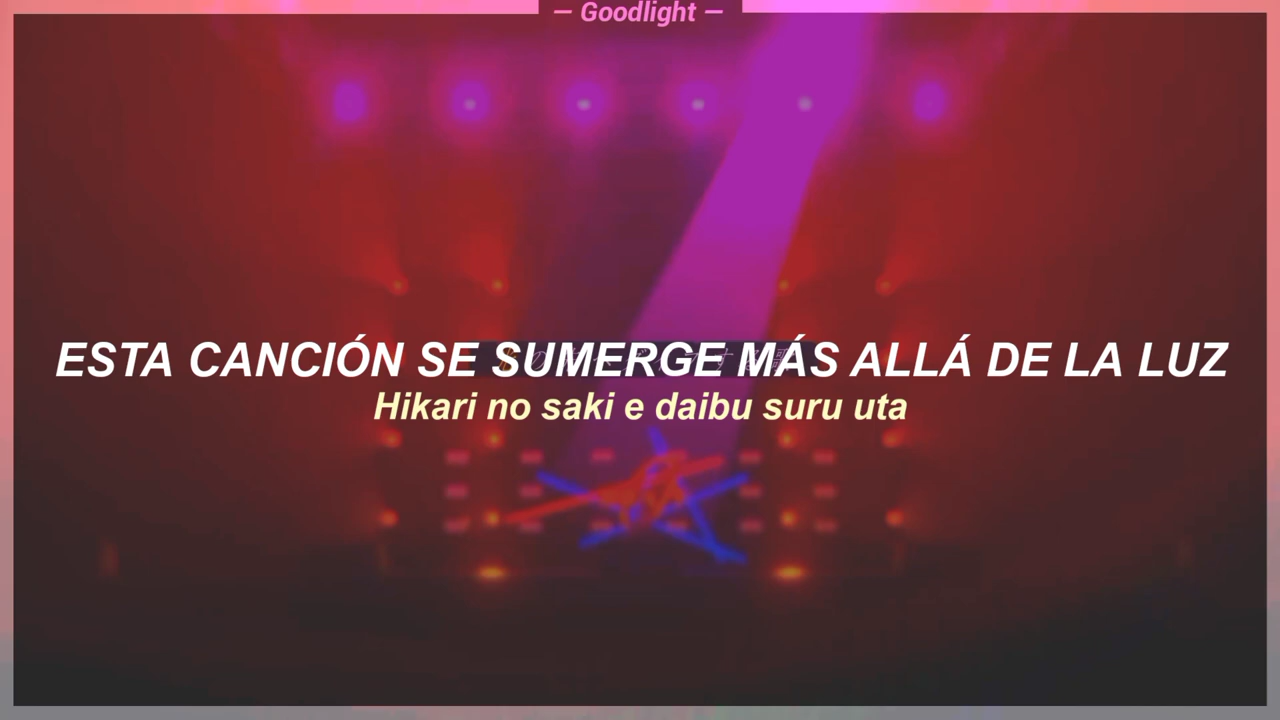 — Goodlight —
ESTA CANCIÓN SE SUMERGE MÁS ALLÁ DE LA LUZ
Hikari no saki e daibu suru uta